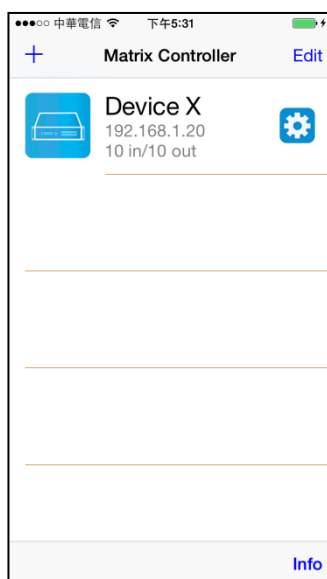 中華電信 下午5:31
+ Matrix Controller Edit
Device X
192.168.1.20
10 in/10 out
Info